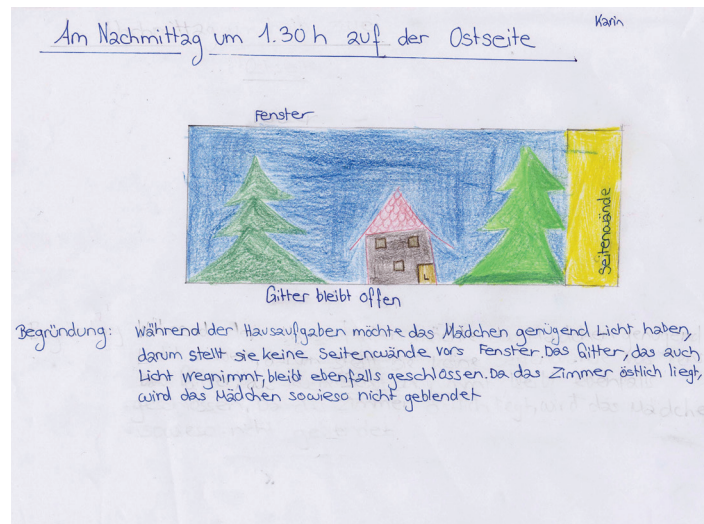 Karin
Am Nachmittag um 1.30 h auf der Ostseite
Fenster
Seitenwände
Gitter bleibt offen
Begründung: Während der Hausaufgaben möchte das Mädchen genügend Licht haben,
darum stellt sie keine Seitenwände vors Fenster. Das Gitter, das auch
Licht wegnimmt, bleibt ebenfalls geschlossen. Da das Zimmer östlich liegt,
wird das Mädchen sowieso nicht geblendet